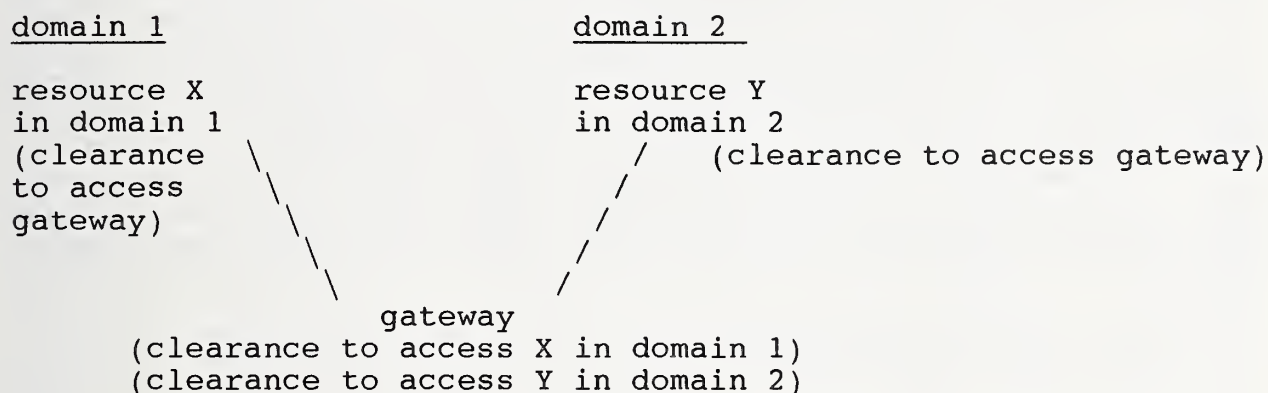 domain 1 domain 2
resource X resource Y
in domain 1 in domain 2
(clearance (clearance to access gateway)
to access
gateway)
gateway
(clearance to access X in domain 1)
(clearance to access Y in domain 2)